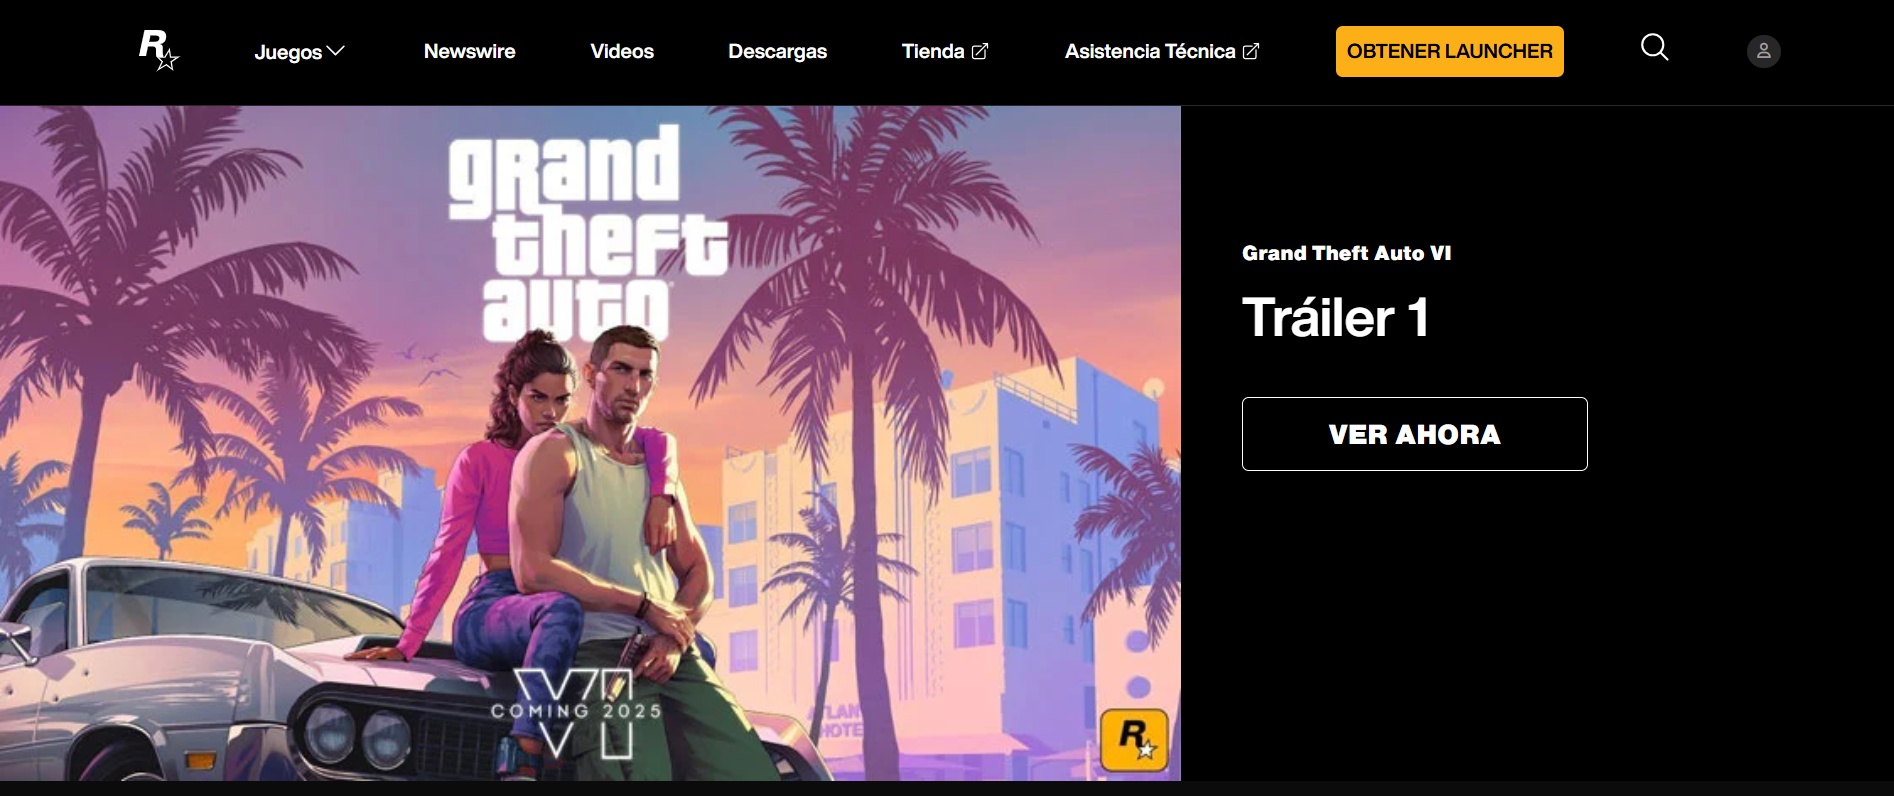 R
Juegos
Newswire
Videos
Descargas
Tienda
Asistencia Técnica
OBTENER LAUNCHER
grand
theft
auto
Grand Theft Auto VI
Tráiler 1
VER AHORA
VI
COMING 2025
R